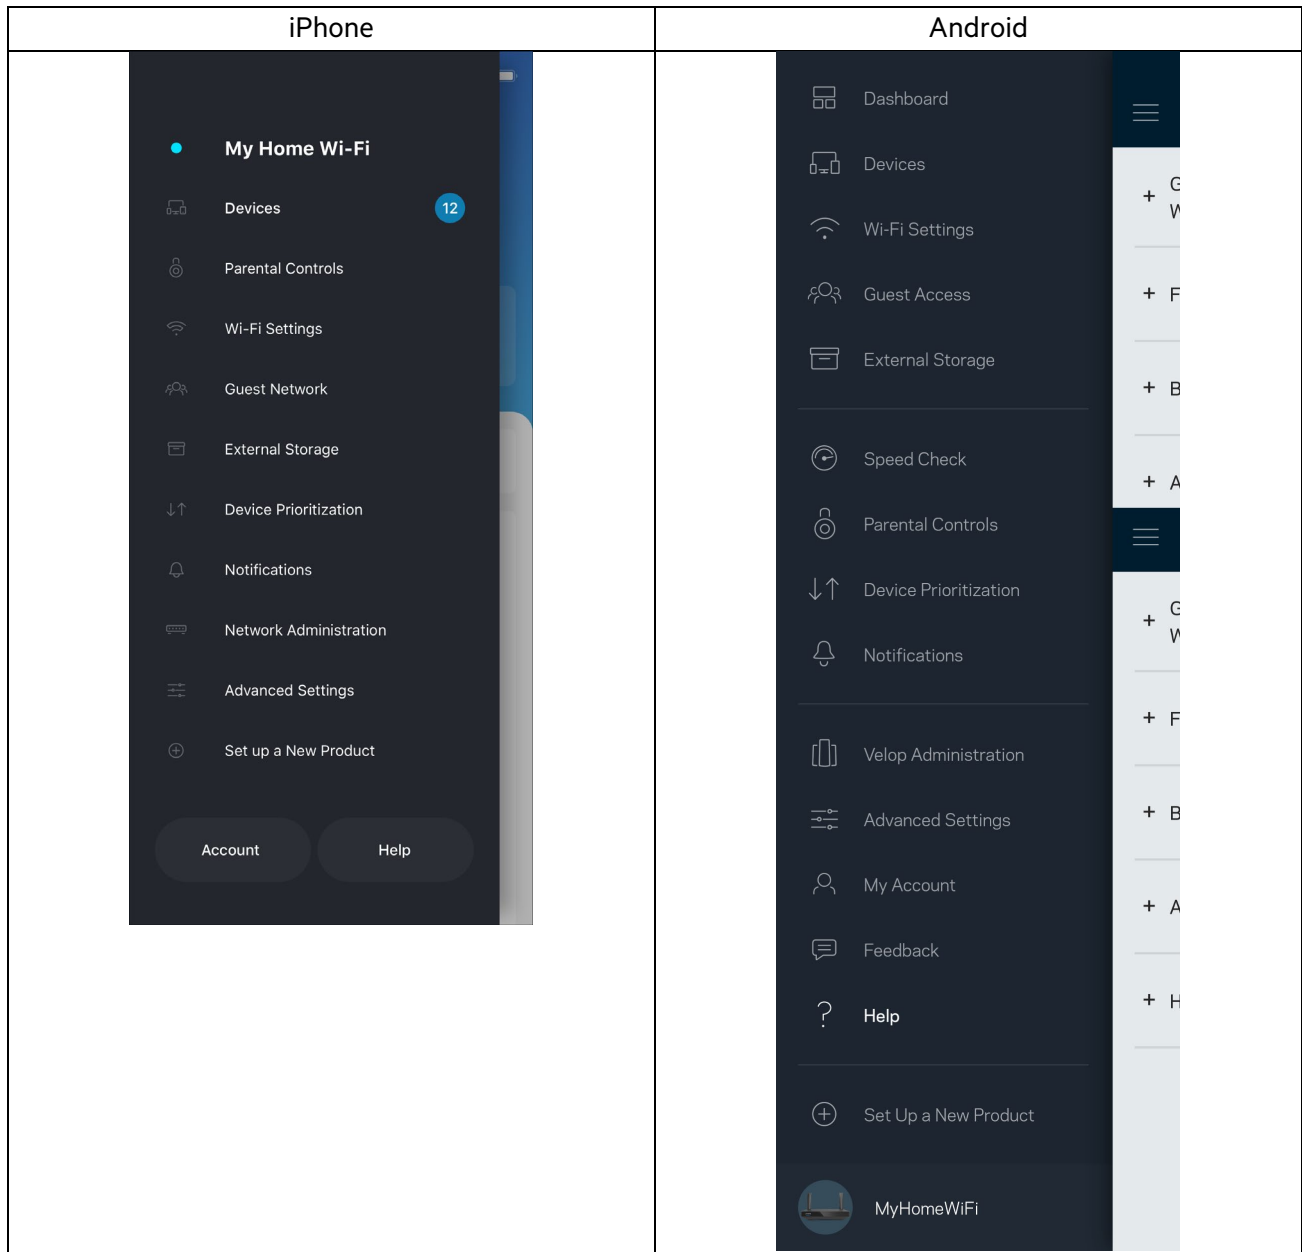 iPhone
Android
My Home Wi-Fi
Devices
12
Parental Controls
Wi-Fi Settings
Guest Network
External Storage
Device Prioritization
Notifications
Network Administration
Advanced Settings
Set up a New Product
Account
Help
Dashboard
Devices
Wi-Fi Settings
Guest Access
External Storage
Speed Check
Parental Controls
Device Prioritization
Notifications
Velop Administration
Advanced Settings
My Account
Feedback
Help
Set Up a New Product
MyHomeWiFi